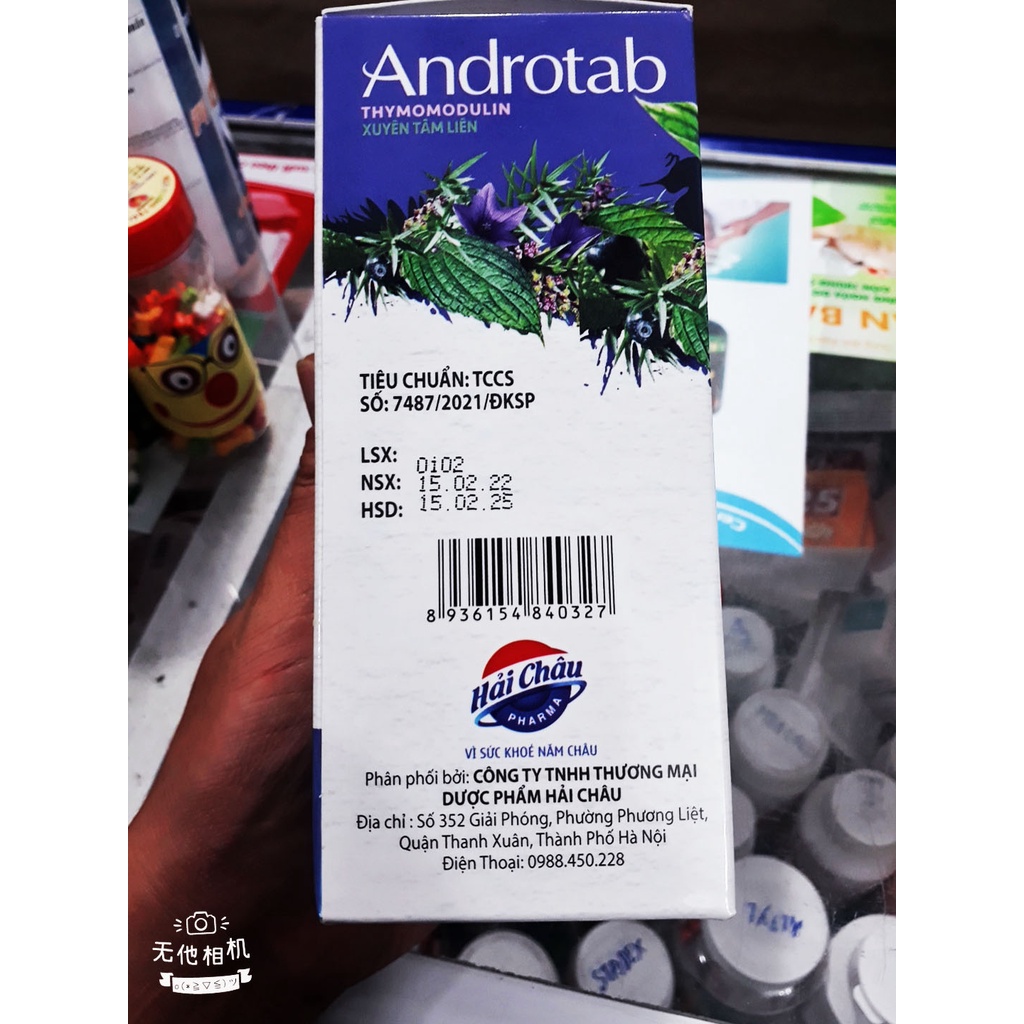 Androtab
THYMOMODULIN
XUYÊN TÂM LIÊN
TIÊU CHUẨN: TCCS
SỐ: 7487/2021/ĐKSP
LSX: 0i02
NSX: 15.02.22
HSD: 15.02.25
8 936154 840327
Hải Châu
PHARMA
VÌ SỨC KHOẺ NĂM CHÂU
Phân phối bởi: CÔNG TY TNHH THƯƠNG MẠI
DƯỢC PHẨM HẢI CHÂU
Địa chỉ : Số 352 Giải Phóng, Phường Phương Liệt,
Quận Thanh Xuân, Thành Phố Hà Nội
Điện Thoại: 0988.450.228
无他相机